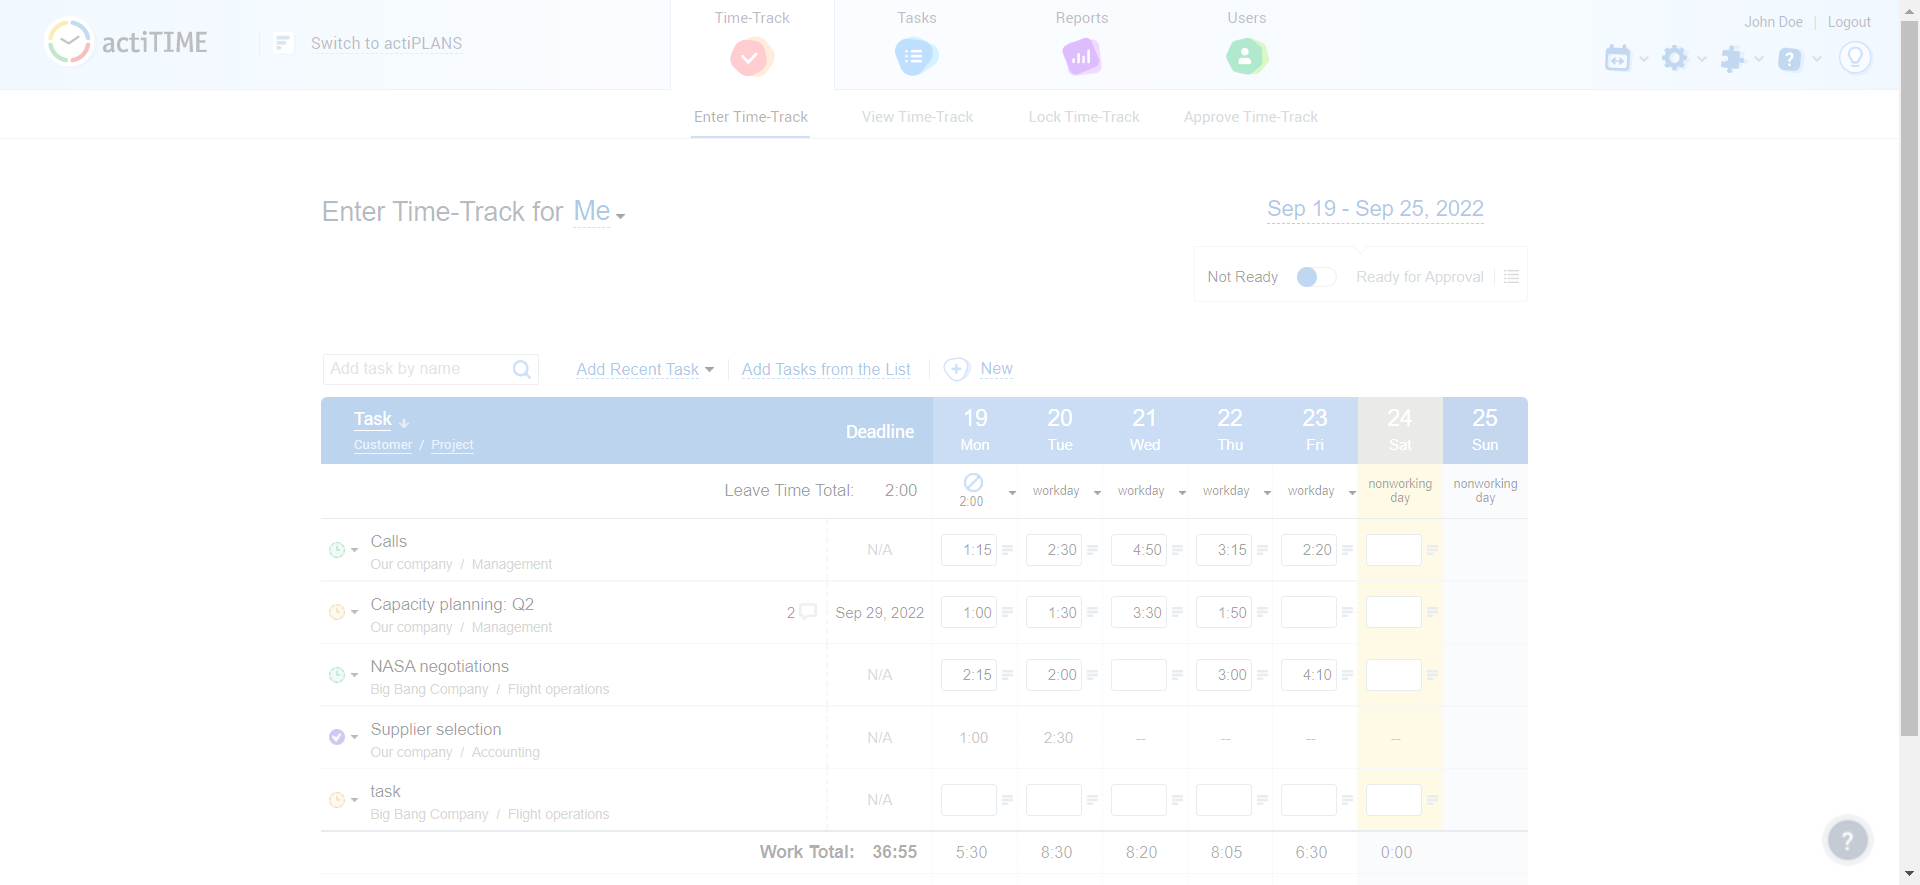 actiTIME
Switch to actiPLANS
Time-Track
Tasks
Reports
Users
John Doe | Logout
Enter Time-Track
View Time-Track
Lock Time-Track
Approve Time-Track
Enter Time-Track for Me
Sep 19 - Sep 25, 2022
Not Ready
Ready for Approval
Add task by name
Add Recent Task
Add Tasks from the List
New
Task
Customer / Project
Deadline
19
Mon
20
Tue
21
Wed
22
Thu
23
Fri
24
Sat
25
Sun
Leave Time Total: 2:00
2:00
workday
workday
workday
workday
nonworking
day
nonworking
day
Calls
Our company / Management
N/A
1:15
2:30
4:50
3:15
2:20
Capacity planning: Q2
Our company / Management
2
Sep 29, 2022
1:00
1:30
3:30
1:50
NASA negotiations
Big Bang Company / Flight operations
N/A
2:15
2:00
3:00
4:10
Supplier selection
Our company / Accounting
N/A
1:00
2:30
--
--
--
--
task
Big Bang Company / Flight operations
N/A
Work Total: 36:55
5:30
8:30
8:20
8:05
6:30
0:00
?